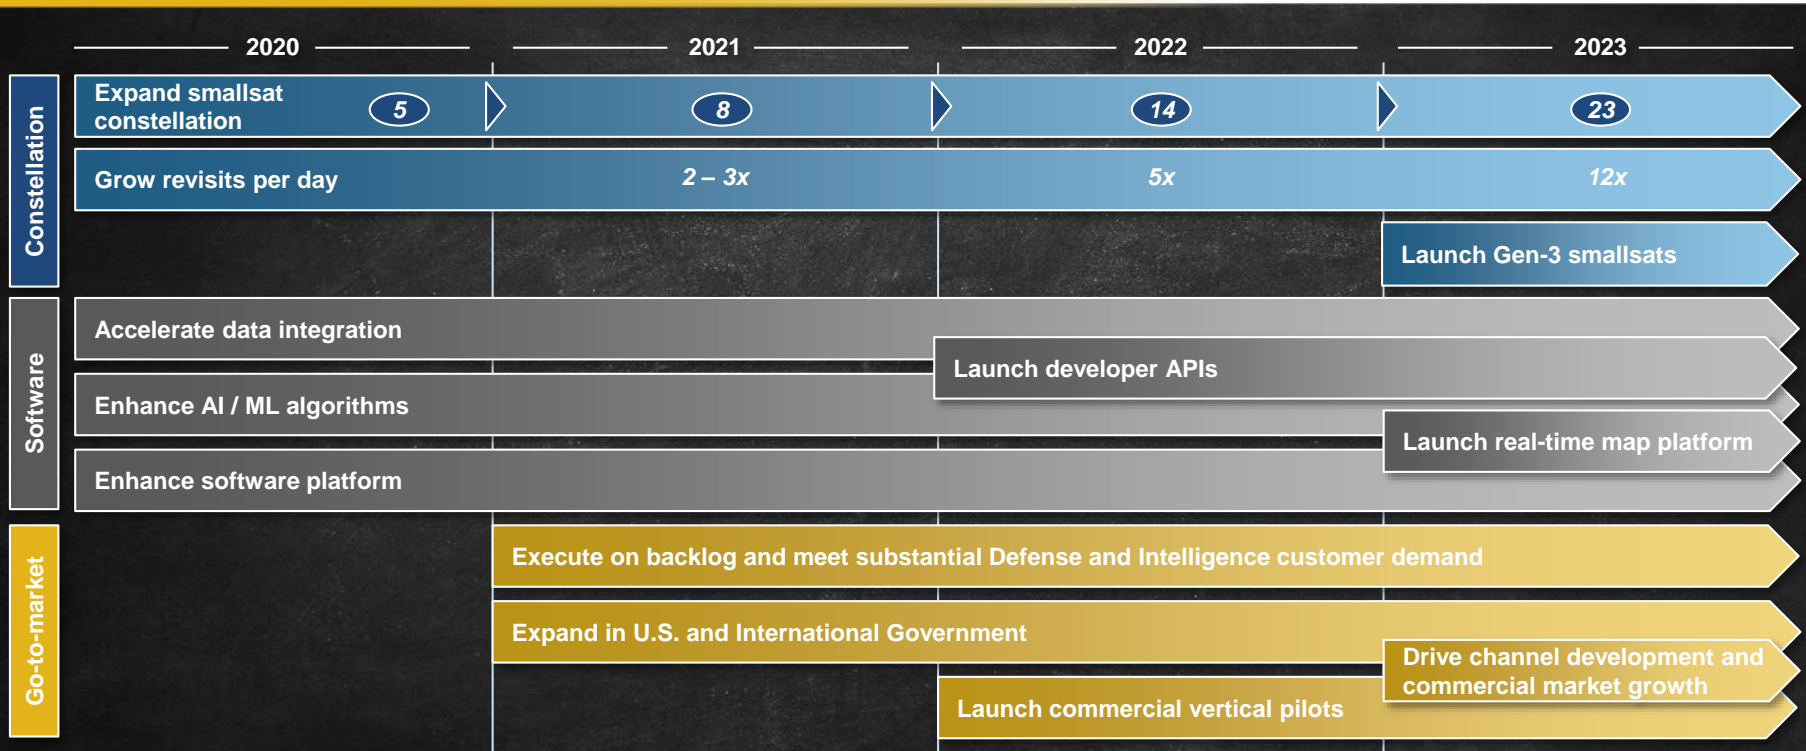 2020 2021 2022 2023
Constellation
Expand smallsat
constellation
5 8 14 23
Grow revisits per day 2 – 3x 5x 12x
Launch Gen-3 smallsats
Software
Accelerate data integration
Launch developer APIs
Enhance AI / ML algorithms
Launch real-time map platform
Enhance software platform
Go-to-market
Execute on backlog and meet substantial Defense and Intelligence customer demand
Expand in U.S. and International Government
Drive channel development and
commercial market growth
Launch commercial vertical pilots